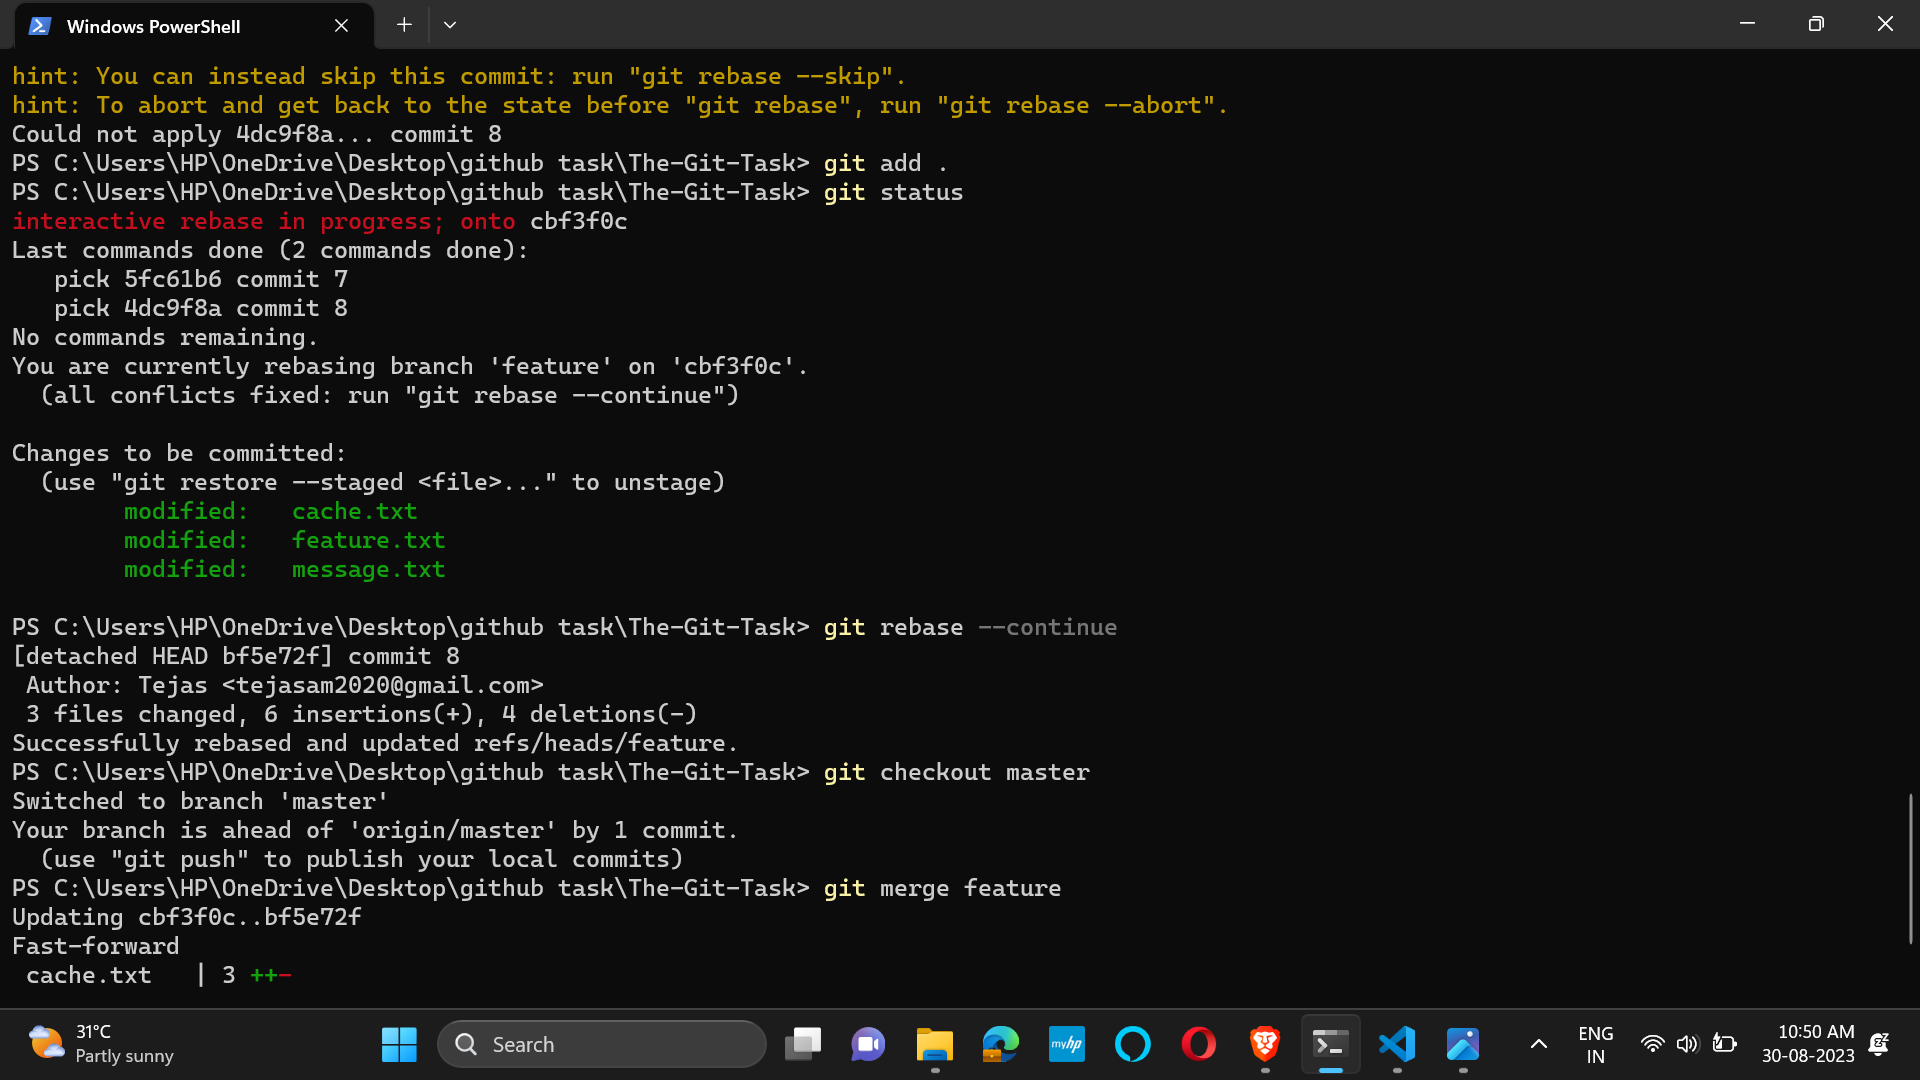 Windows PowerShell
hint: You can instead skip this commit: run "git rebase --skip".
hint: To abort and get back to the state before "git rebase", run "git rebase --abort".
Could not apply 4dc9f8a... commit 8
PS C:\Users\HP\OneDrive\Desktop\github task\The-Git-Task> git add .
PS C:\Users\HP\OneDrive\Desktop\github task\The-Git-Task> git status
interactive rebase in progress; onto cbf3f0c
Last commands done (2 commands done):
   pick 5fc61b6 commit 7
   pick 4dc9f8a commit 8
No commands remaining.
You are currently rebasing branch 'feature' on 'cbf3f0c'.
  (all conflicts fixed: run "git rebase --continue")
Changes to be committed:
  (use "git restore --staged <file>..." to unstage)
        modified:   cache.txt
        modified:   feature.txt
        modified:   message.txt
PS C:\Users\HP\OneDrive\Desktop\github task\The-Git-Task> git rebase --continue
[detached HEAD bf5e72f] commit 8
 Author: Tejas <tejasam2020@gmail.com>
 3 files changed, 6 insertions(+), 4 deletions(-)
Successfully rebased and updated refs/heads/feature.
PS C:\Users\HP\OneDrive\Desktop\github task\The-Git-Task> git checkout master
Switched to branch 'master'
Your branch is ahead of 'origin/master' by 1 commit.
  (use "git push" to publish your local commits)
PS C:\Users\HP\OneDrive\Desktop\github task\The-Git-Task> git merge feature
Updating cbf3f0c..bf5e72f
Fast-forward
 cache.txt   | 3 ++-
31°C
Partly sunny
Search
myhp
ENG
IN
10:50 AM
30-08-2023